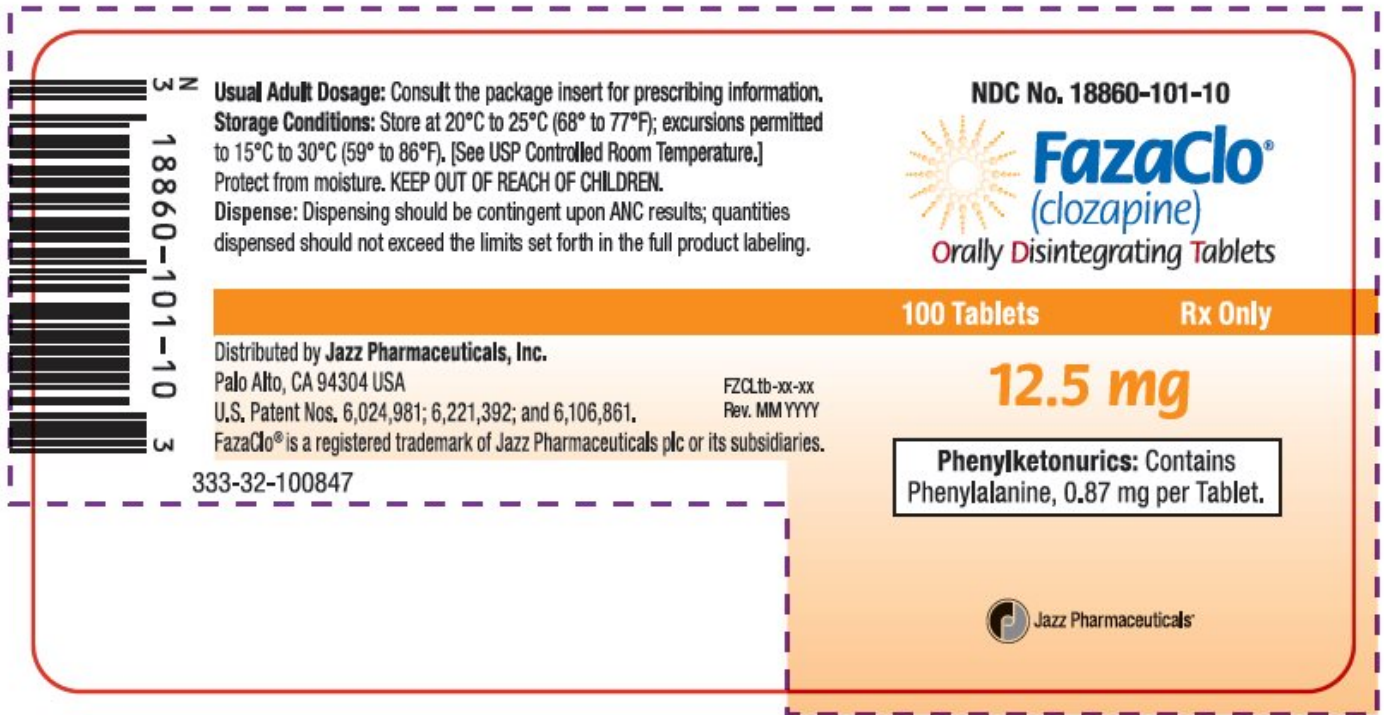 N
3 18860-101-10 3
Usual Adult Dosage: Consult the package insert for prescribing information.
Storage Conditions: Store at 20°C to 25°C (68° to 77°F); excursions permitted
to 15°C to 30°C (59° to 86°F). [See USP Controlled Room Temperature.]
Protect from moisture. KEEP OUT OF REACH OF CHILDREN.
Dispense: Dispensing should be contingent upon ANC results; quantities
dispensed should not exceed the limits set forth in the full product labeling.
Distributed by Jazz Pharmaceuticals, Inc.
Palo Alto, CA 94304 USA
U.S. Patent Nos. 6,024,981; 6,221,392; and 6,106,861.
FazaClo® is a registered trademark of Jazz Pharmaceuticals plc or its subsidiaries.
FZCLtb-xx-xx
Rev. MM YYYY
333-32-100847
NDC No. 18860-101-10
FazaClo®
(clozapine)
Orally Disintegrating Tablets
100 Tablets Rx Only
12.5 mg
Phenylketonurics: Contains
Phenylalanine, 0.87 mg per Tablet.
Jazz Pharmaceuticals